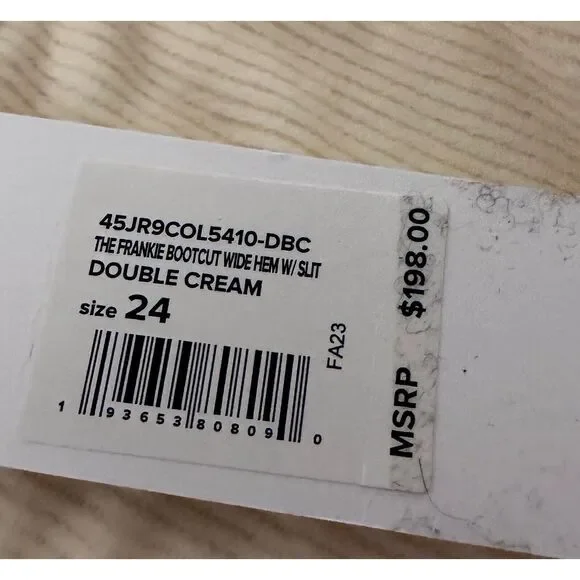 45JR9COL5410-DBC
THE FRANKIE BOOTCUT WIDE HEM W/ SLIT
DOUBLE CREAM
size 24
1 93653 80809 0
FA23
MSRP $198.00